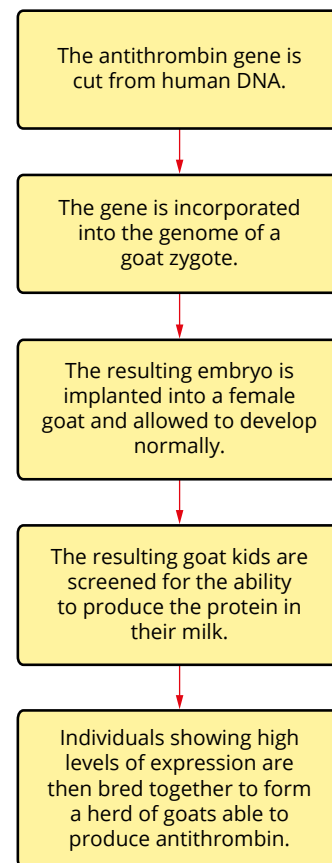 The antithrombin gene is
cut from human DNA.
The gene is incorporated
into the genome of a
goat zygote.
The resulting embryo is
implanted into a female
goat and allowed to develop
normally.
The resulting goat kids are
screened for the ability
to produce the protein in
their milk.
Individuals showing high
levels of expression are
then bred together to form
a herd of goats able to
produce antithrombin.